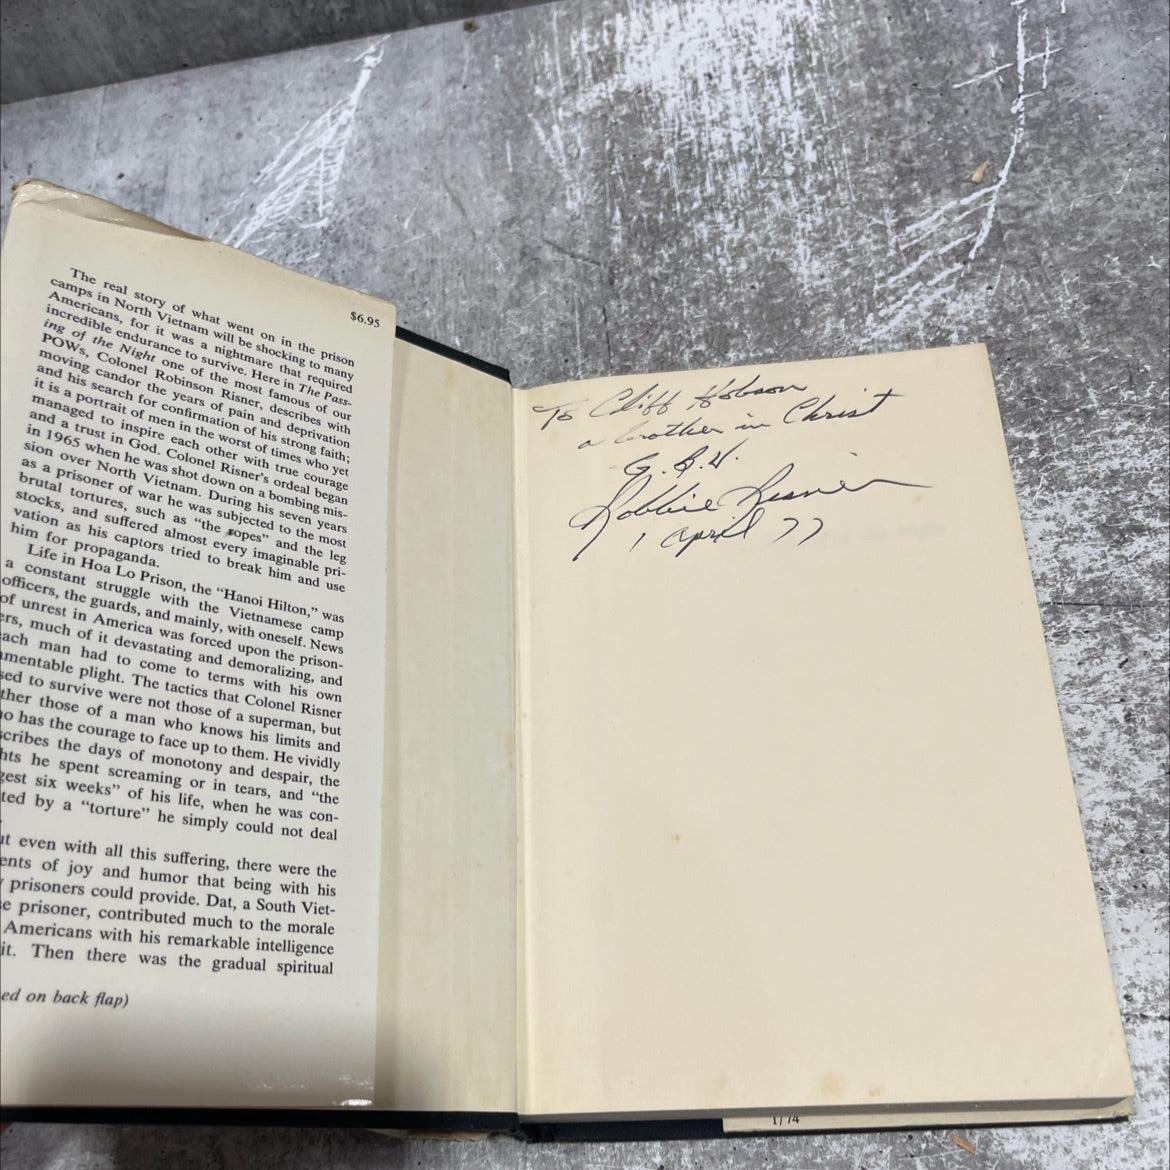 $6.95
The real story of what went on in the prison
camps in North Vietnam will be shocking to many
Americans, for it was a nightmare that required
incredible endurance to survive. Here in The Pass-
ing of the Night one of the most famous of our
POWs, Colonel Robinson Risner, describes with
moving candor the years of pain and deprivation
and his search for confirmation of his strong faith;
it is a portrait of men in the worst of times who yet
managed to inspire each other with true courage
and a trust in God. Colonel Risner's ordeal began
in 1965 when he was shot down on a bombing mis-
sion over North Vietnam. During his seven years
as a prisoner of war he was subjected to the most
brutal tortures, such as "the ropes" and the leg
stocks, and suffered almost every imaginable pri-
vation as his captors tried to break him and use
him for propaganda.
Life in Hoa Lo Prison, the "Hanoi Hilton," was
a constant struggle with the Vietnamese camp
officers, the guards, and mainly, with oneself. News
of unrest in America was forced upon the prison-
ers, much of it devastating and demoralizing, and
each man had to come to terms with his own
mentable plight. The tactics that Colonel Risner
sed to survive were not those of a superman, but
ther those of a man who knows his limits and
o has the courage to face up to them. He vividly
cribes the days of monotony and despair, the
hts he spent screaming or in tears, and "the
gest six weeks" of his life, when he was con-
ted by a "torture" he simply could not deal
ut even with all this suffering, there were the
ents of joy and humor that being with his
prisoners could provide. Dat, a South Viet-
e prisoner, contributed much to the morale
Americans with his remarkable intelligence
it. Then there was the gradual spiritual
ed on back flap)
To Cliff Hobson
a brother in Christ
G.B.U.
Robbie Risner
1 April 77
1/74